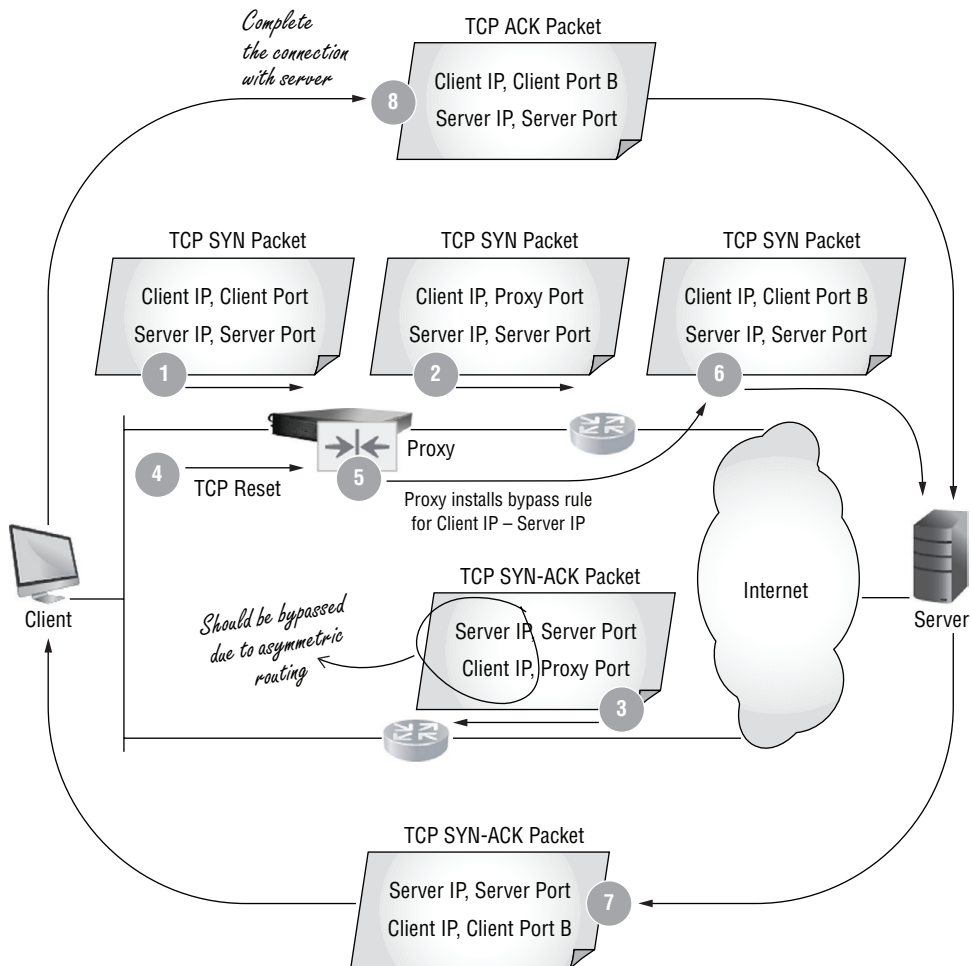 Complete
the connection
with server
TCP ACK Packet
8
Client IP, Client Port B
Server IP, Server Port
TCP SYN Packet
Client IP, Client Port
Server IP, Server Port
1
TCP SYN Packet
Client IP, Proxy Port
Server IP, Server Port
2
TCP SYN Packet
Client IP, Client Port B
Server IP, Server Port
6
Proxy
4
TCP Reset
5
Proxy installs bypass rule
for Client IP – Server IP
Client
Should be bypassed
due to asymmetric
routing
TCP SYN-ACK Packet
Server IP, Server Port
Client IP, Proxy Port
3
Internet
Server
TCP SYN-ACK Packet
Server IP, Server Port
Client IP, Client Port B
7